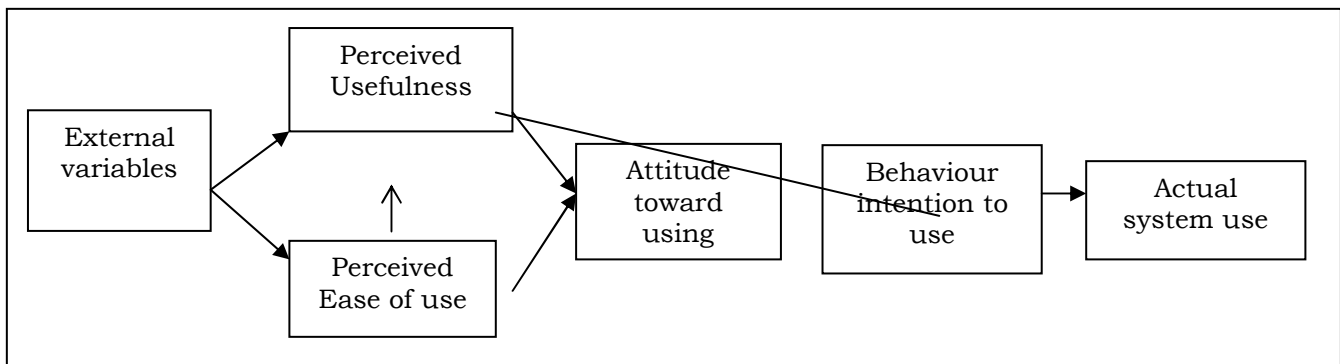 External
variables
Perceived
Usefulness
Perceived
Ease of use
Attitude
toward
using
Behaviour
intention to
use
Actual
system use